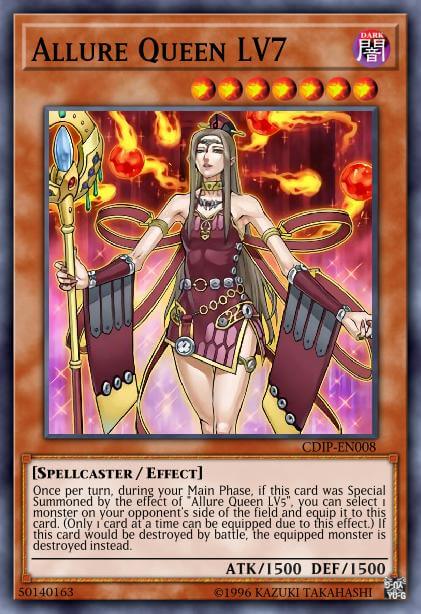 Allure Queen LV7
DARK
闇
CDIP-EN008
[Spellcaster / Effect]
Once per turn, during your Main Phase, if this card was Special
Summoned by the effect of "Allure Queen LV5", you can select 1
monster on your opponent's side of the field and equip it to this
card. (Only 1 card at a time can be equipped due to this effect.) If
this card would be destroyed by battle, the equipped monster is
destroyed instead.
ATK/1500 DEF/1500
50140163
©1996 KAZUKI TAKAHASHI